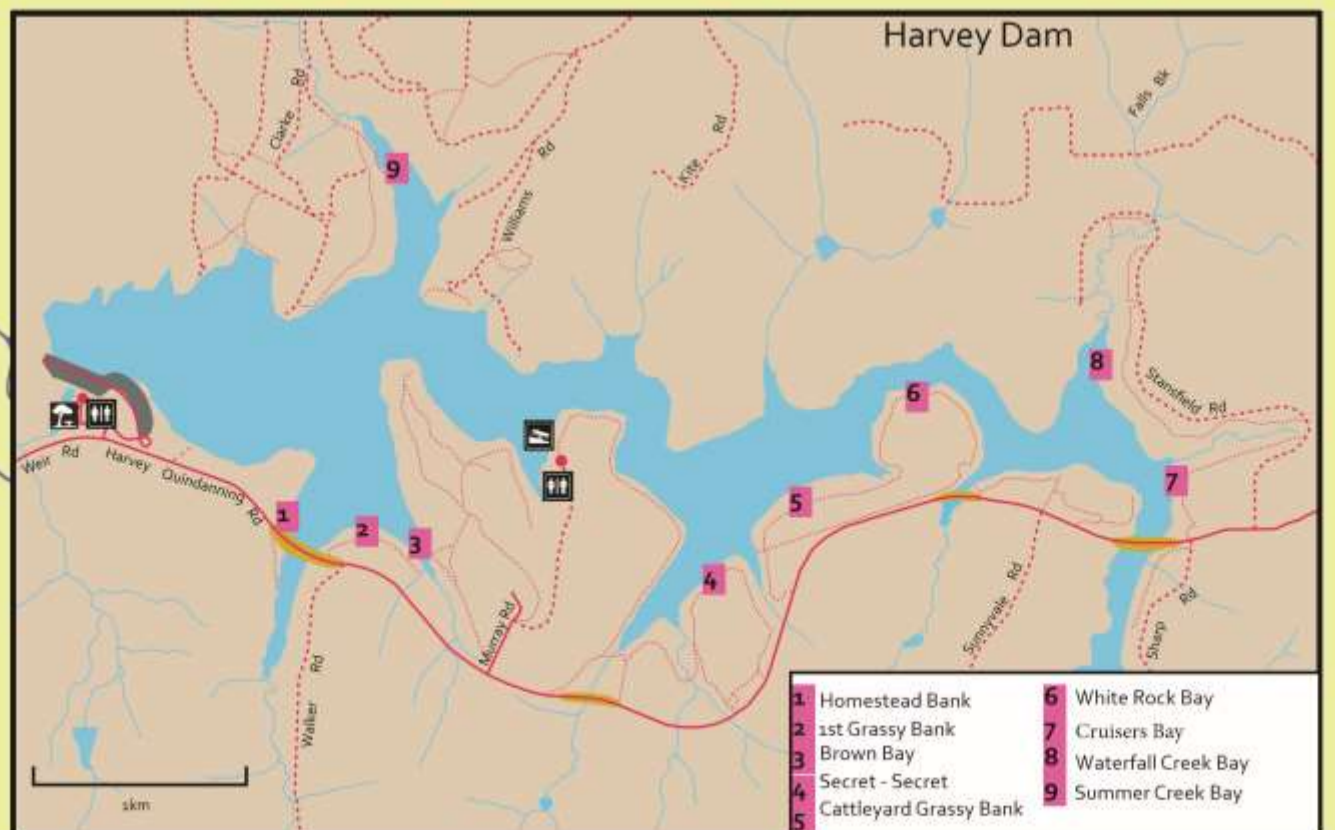 Harvey Dam
Clarke Rd
Williams Rd
Kite Rd
Falls Bk
9
8
Stansfield Rd
6
7
Weir Rd
Harvey Quindanning Rd
1
2
3
5
4
Murray Rd
Sunnyvale Rd
Sharp Rd
Walker Rd
1km
1 Homestead Bank
2 1st Grassy Bank
3 Brown Bay
4 Secret - Secret
5 Cattleyard Grassy Bank
6 White Rock Bay
7 Cruisers Bay
8 Waterfall Creek Bay
9 Summer Creek Bay